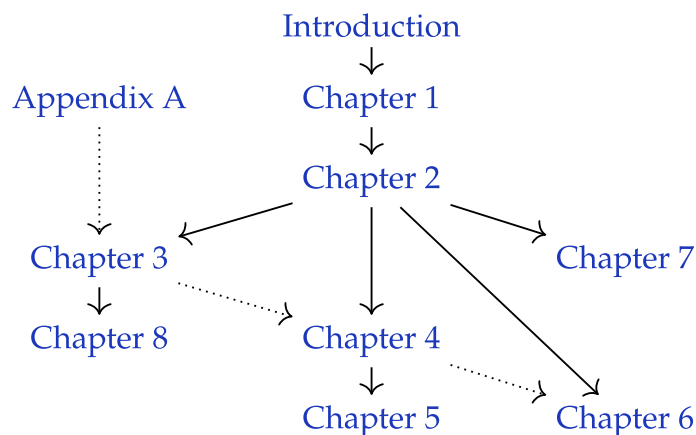 Introduction
Appendix A
Chapter 1
Chapter 2
Chapter 3
Chapter 7
Chapter 8
Chapter 4
Chapter 5
Chapter 6